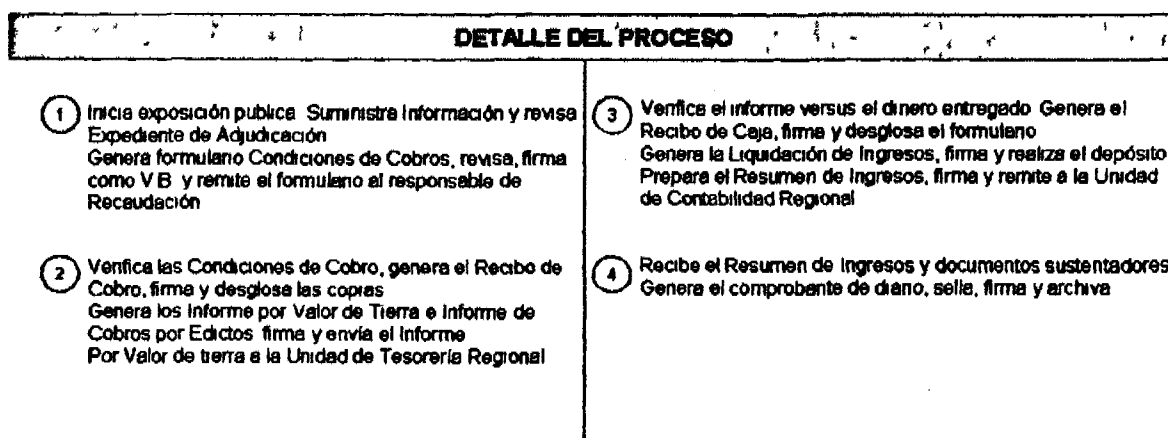 DETALLE DEL PROCESO
1 Inicia exposición publica Suministra Información y revisa
Expediente de Adjudicación
Genera formulario Condiciones de Cobros, revisa, firma
como V B y remite el formulario al responsable de
Recaudación
2 Verifica las Condiciones de Cobro, genera el Recibo de
Cobro, firma y desglosa las copias
Genera los Informe por Valor de Tierra e Informe de
Cobros por Edictos firma y envía el Informe
Por Valor de tierra a la Unidad de Tesorería Regional
3 Verifica el informe versus el dinero entregado Genera el
Recibo de Caja, firma y desglosa el formulario
Genera la Liquidación de Ingresos, firma y realiza el depósito
Prepara el Resumen de Ingresos, firma y remite a la Unidad
de Contabilidad Regional
4 Recibe el Resumen de Ingresos y documentos sustentadores
Genera el comprobante de diario, sella, firma y archiva